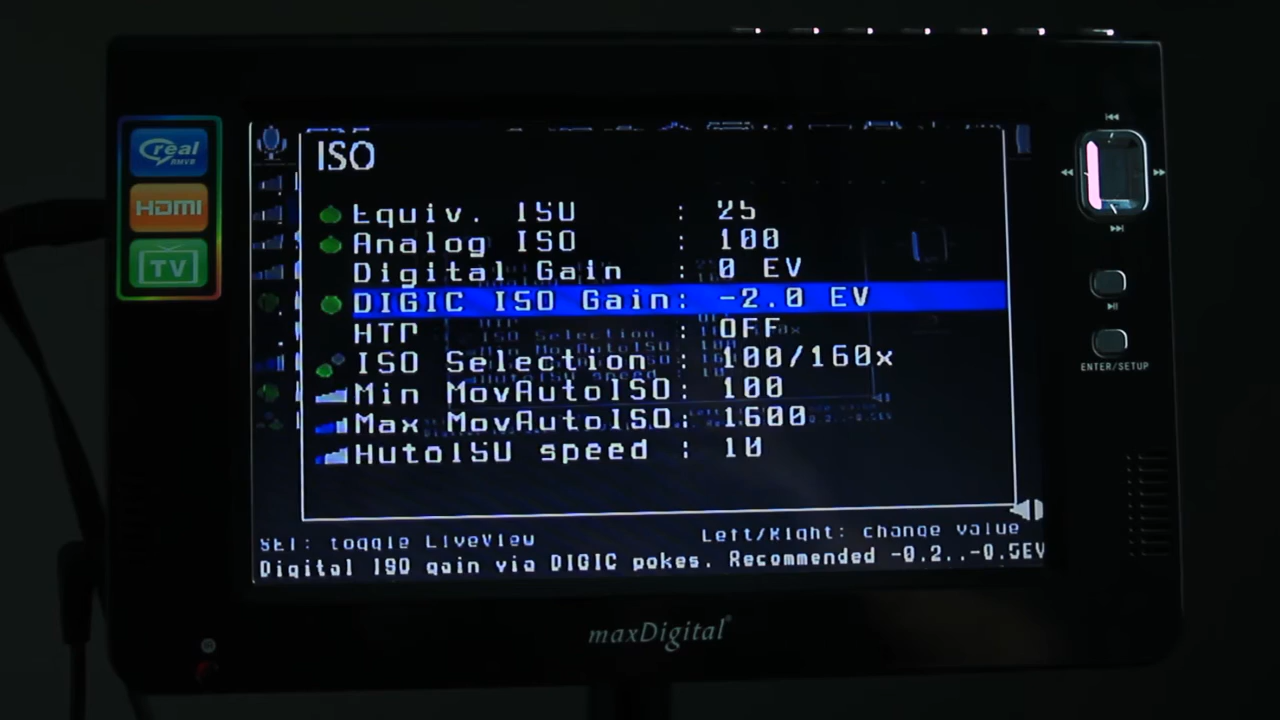 ISO
real
RMVB
HDMI
TV
Equiv. ISO : 25
Analog ISO : 100
Digital Gain : 0 EV
DIGIC ISO Gain: -2.0 EV
HTP : OFF
ISO Selection : 100/160x
Min MovAutoISO: 100
Max MovAutoISO: 1600
AutoISO speed : 10
SET: toggle LiveView Left/Right: change value
Digital ISO gain via DIGIC pokes. Recommended -0.2..-0.5EV
ENTER/SETUP
maxDigital